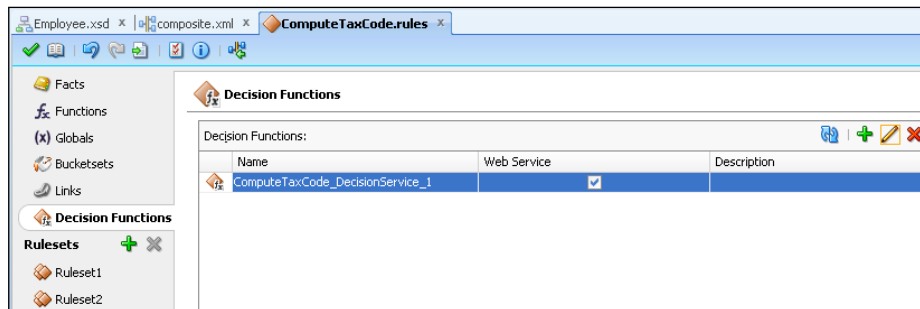 Employee.xsd composite.xml ComputeTaxCode.rules
Facts
Functions
Globals
Bucketsets
Links
Decision Functions
Rulesets
Ruleset1
Ruleset2
Decision Functions
Decision Functions:
Name Web Service Description
ComputeTaxCode_DecisionService_1